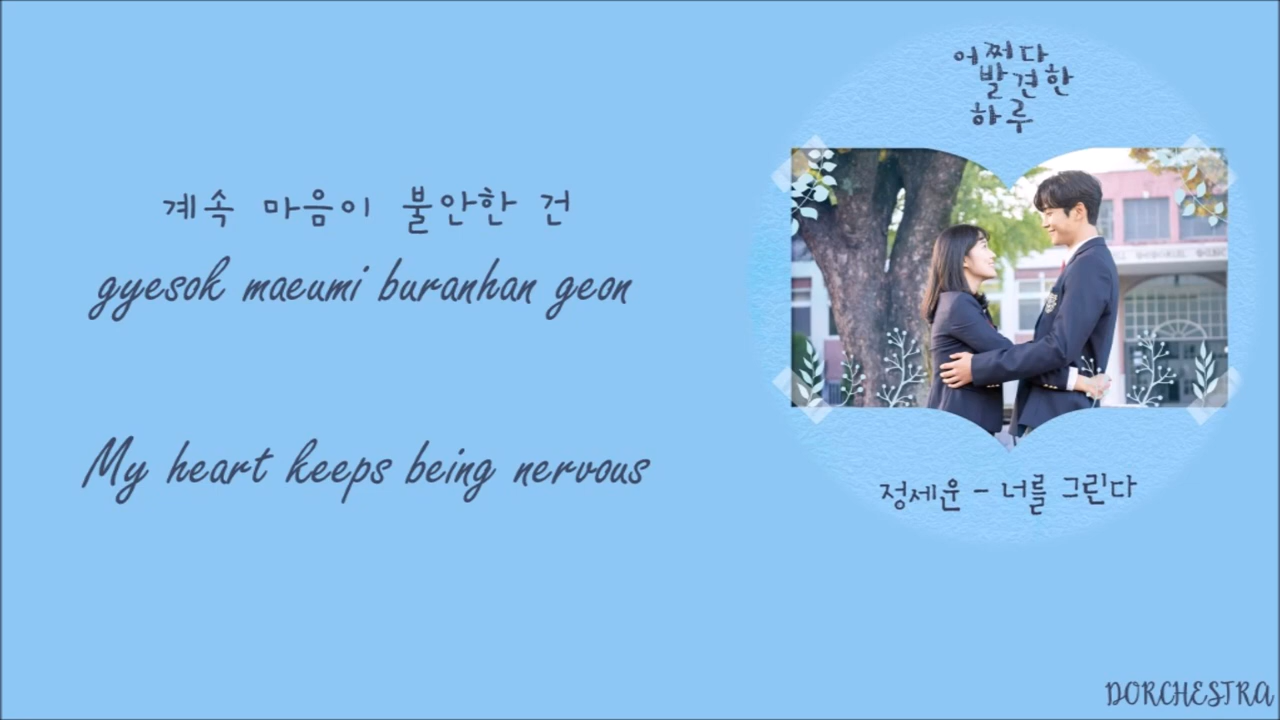 계속 마음이 불안한 건
gyesok maeumi buranhan geon
My heart keeps being nervous
어쩌다
발견한
하루
정세운 - 너를 그린다
DORCHESTRA